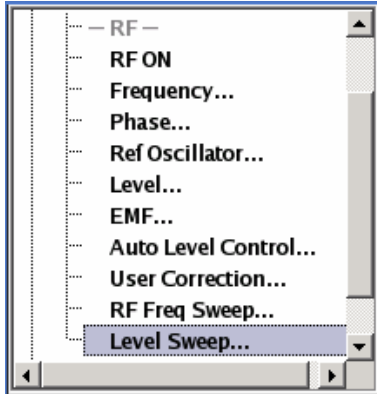 — RF —
RF ON
Frequency...
Phase...
Ref Oscillator...
Level...
EMF...
Auto Level Control...
User Correction...
RF Freq Sweep...
Level Sweep...